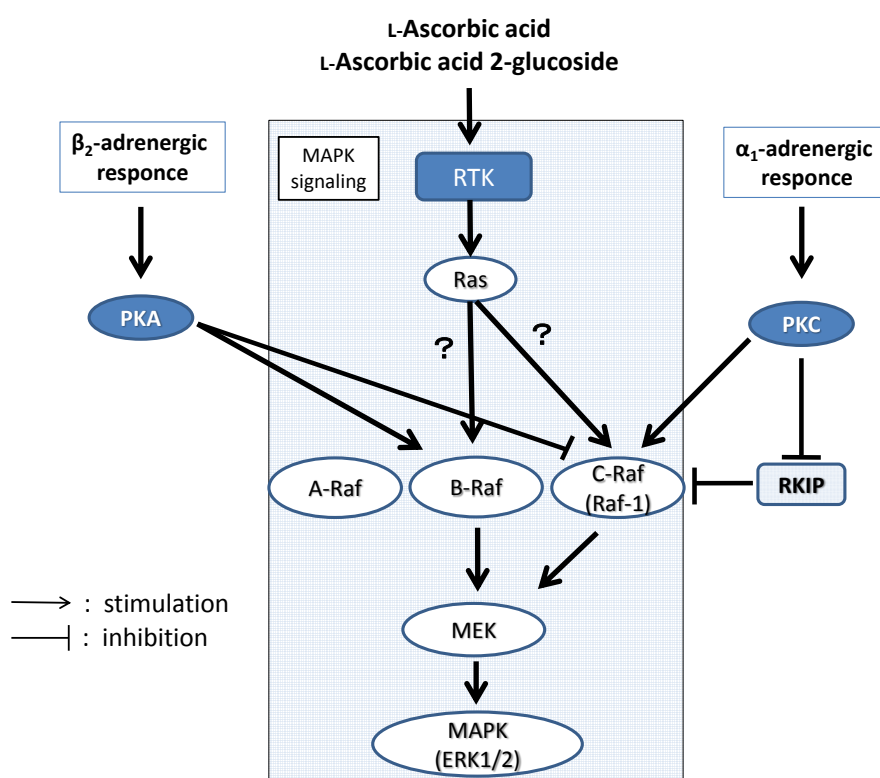 L-Ascorbic acid
L-Ascorbic acid 2-glucoside
β2-adrenergic
responce
MAPK
signaling
RTK
α1-adrenergic
responce
Ras
PKA
?
?
PKC
A-Raf
B-Raf
C-Raf
(Raf-1)
RKIP
: stimulation
: inhibition
MEK
MAPK
(ERK1/2)